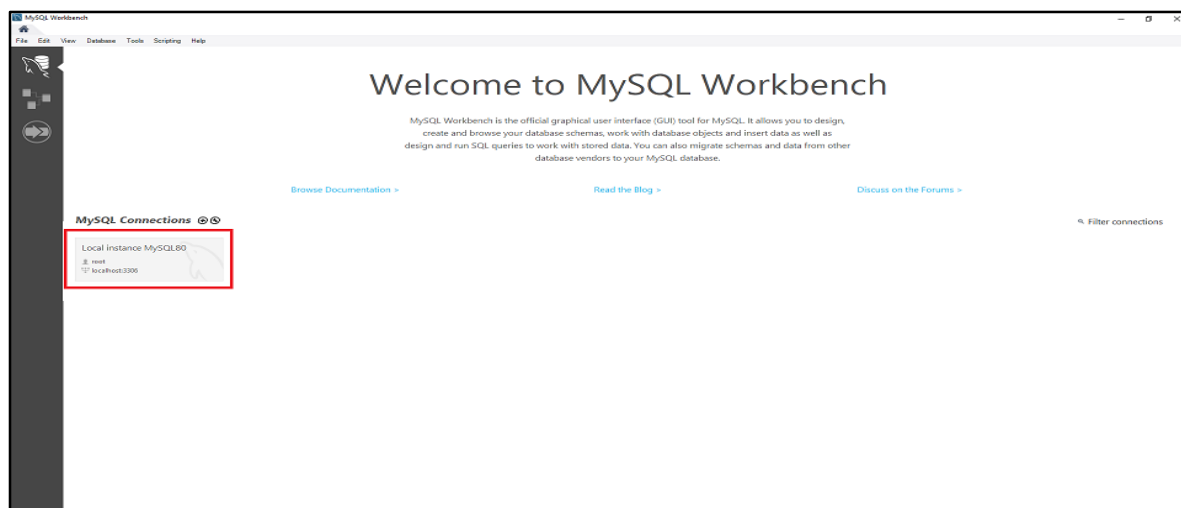 MySQL Workbench
File Edit View Database Tools Scripting Help
Welcome to MySQL Workbench
MySQL Workbench is the official graphical user interface (GUI) tool for MySQL. It allows you to design,
create and browse your database schemas, work with database objects and insert data as well as
design and run SQL queries to work with stored data. You can also migrate schemas and data from other
database vendors to your MySQL database.
Browse Documentation > Read the Blog > Discuss on the Forums >
MySQL Connections Filter connections
Local instance MySQL80
root
localhost:3306